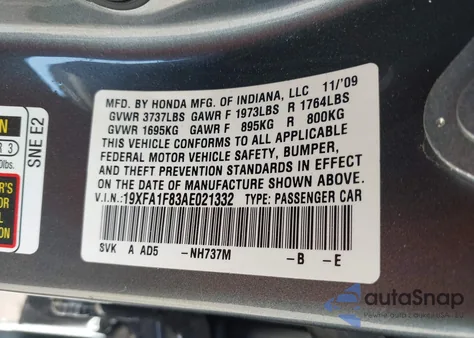 MFD. BY HONDA MFG. OF INDIANA, LLC 11/'09
GVWR 3737LBS GAWR F 1973LBS R 1764LBS
GVWR 1695KG GAWR F 895KG R 800KG
THIS VEHICLE CONFORMS TO ALL APPLICABLE
FEDERAL MOTOR VEHICLE SAFETY, BUMPER,
AND THEFT PREVENTION STANDARDS IN EFFECT
ON THE DATE OF MANUFACTURE SHOWN ABOVE.
V.I.N.: 19XFA1F83AE021332 TYPE: PASSENGER CAR
SVK A AD5 -NH737M -B -E
SNE E2
R 3
0lbs.
autoSnap